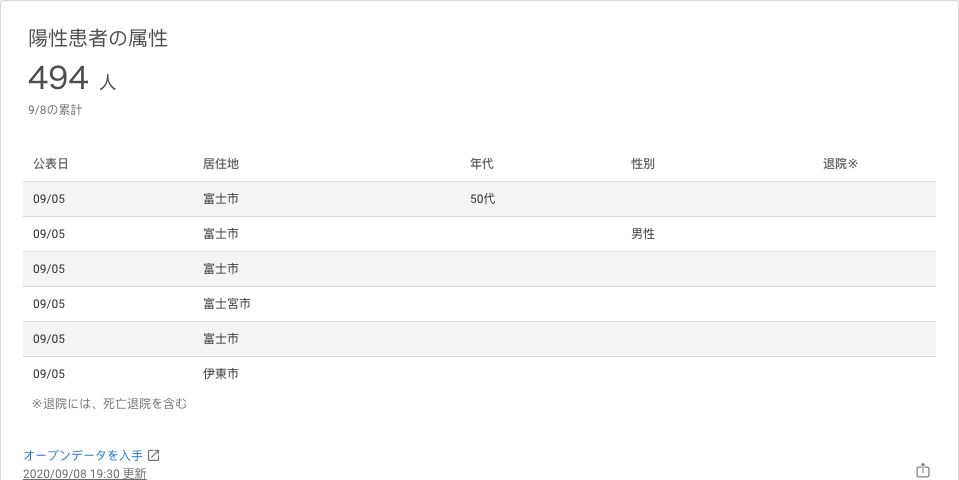 陽性患者の属性
494 人
9/8の累計
公表日 居住地 年代 性別 退院※
09/05 富士市 50代
09/05 富士市 男性
09/05 富士市
09/05 富士宮市
09/05 富士市
09/05 伊東市
※退院には、死亡退院を含む
オープンデータを入手
2020/09/08 19:30 更新